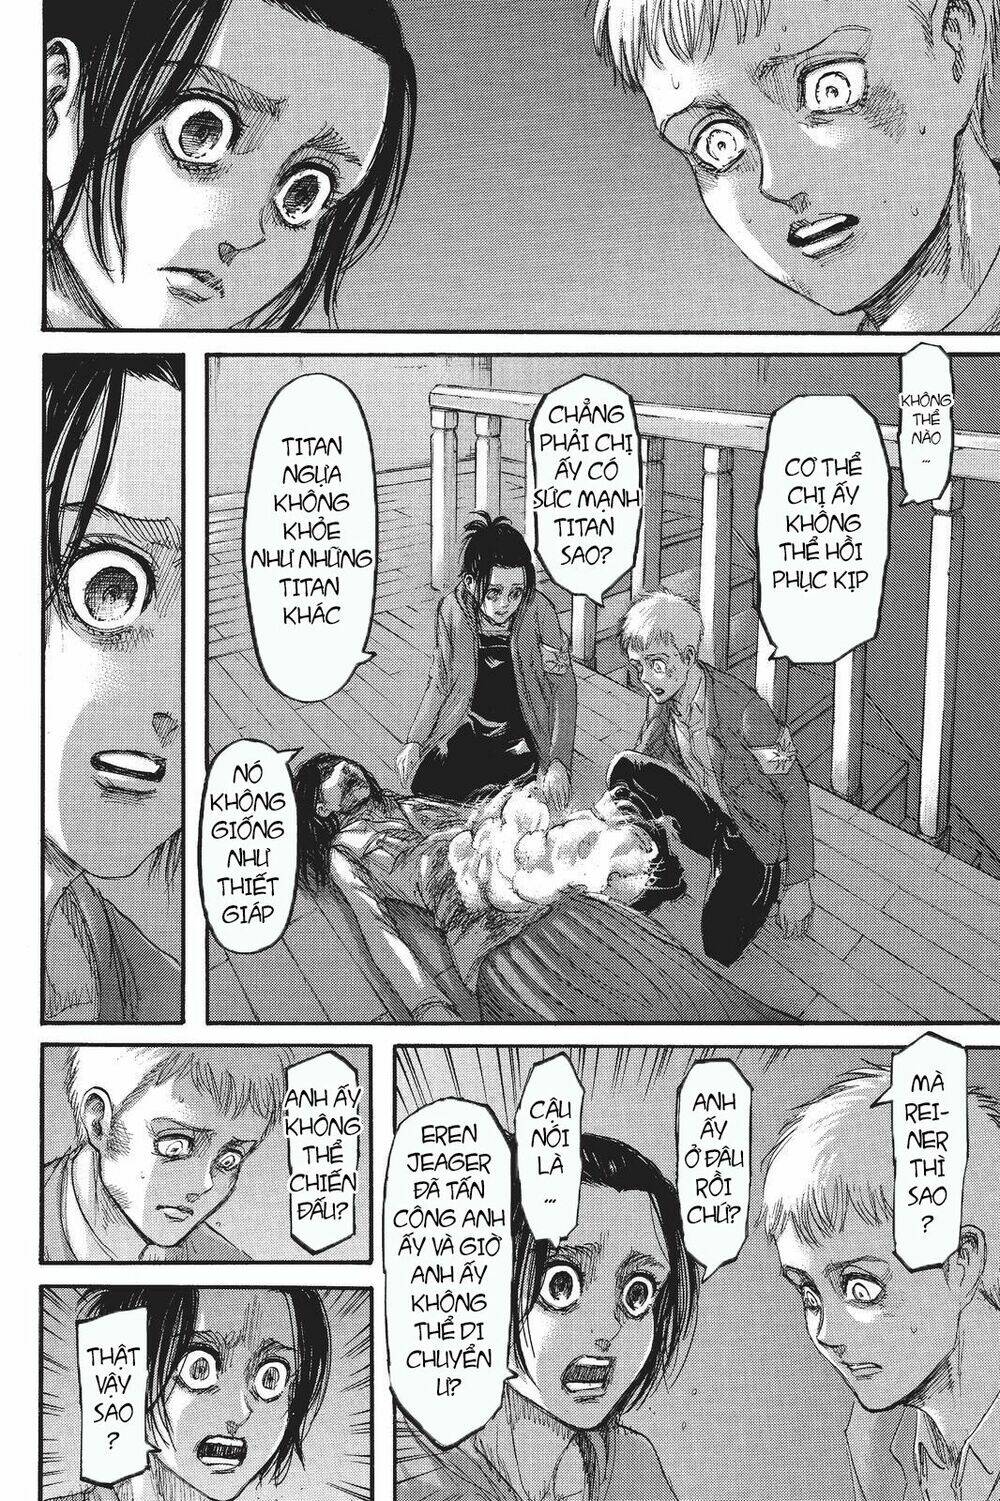 KHÔNG
THỂ
NÀO
...
CƠ THỂ
CHỊ ẤY
KHÔNG
THỂ HỒI
PHỤC KỊP
CHẲNG
PHẢI CHỊ
ẤY CÓ
SỨC MẠNH
TITAN
SAO?
TITAN
NGỰA
KHÔNG
KHỎE
NHƯ NHỮNG
TITAN
KHÁC
NÓ
KHÔNG
GIỐNG
NHƯ
THIẾT
GIÁP
MÀ
REI-
NER THÌ
SAO
?
ANH
ẤY
Ở ĐÂU
RỒI
CHỨ?
CẬU
NÓI
LÀ
...
EREN
JEAGER
ĐÃ TẤN
CÔNG ANH
ẤY VÀ GIỜ
ANH ẤY
KHÔNG
THỂ DI
CHUYỂN
Ư?
ANH ẤY
KHÔNG
THỂ
CHIẾN
ĐẤU?
THẬT
VẬY
SAO
?